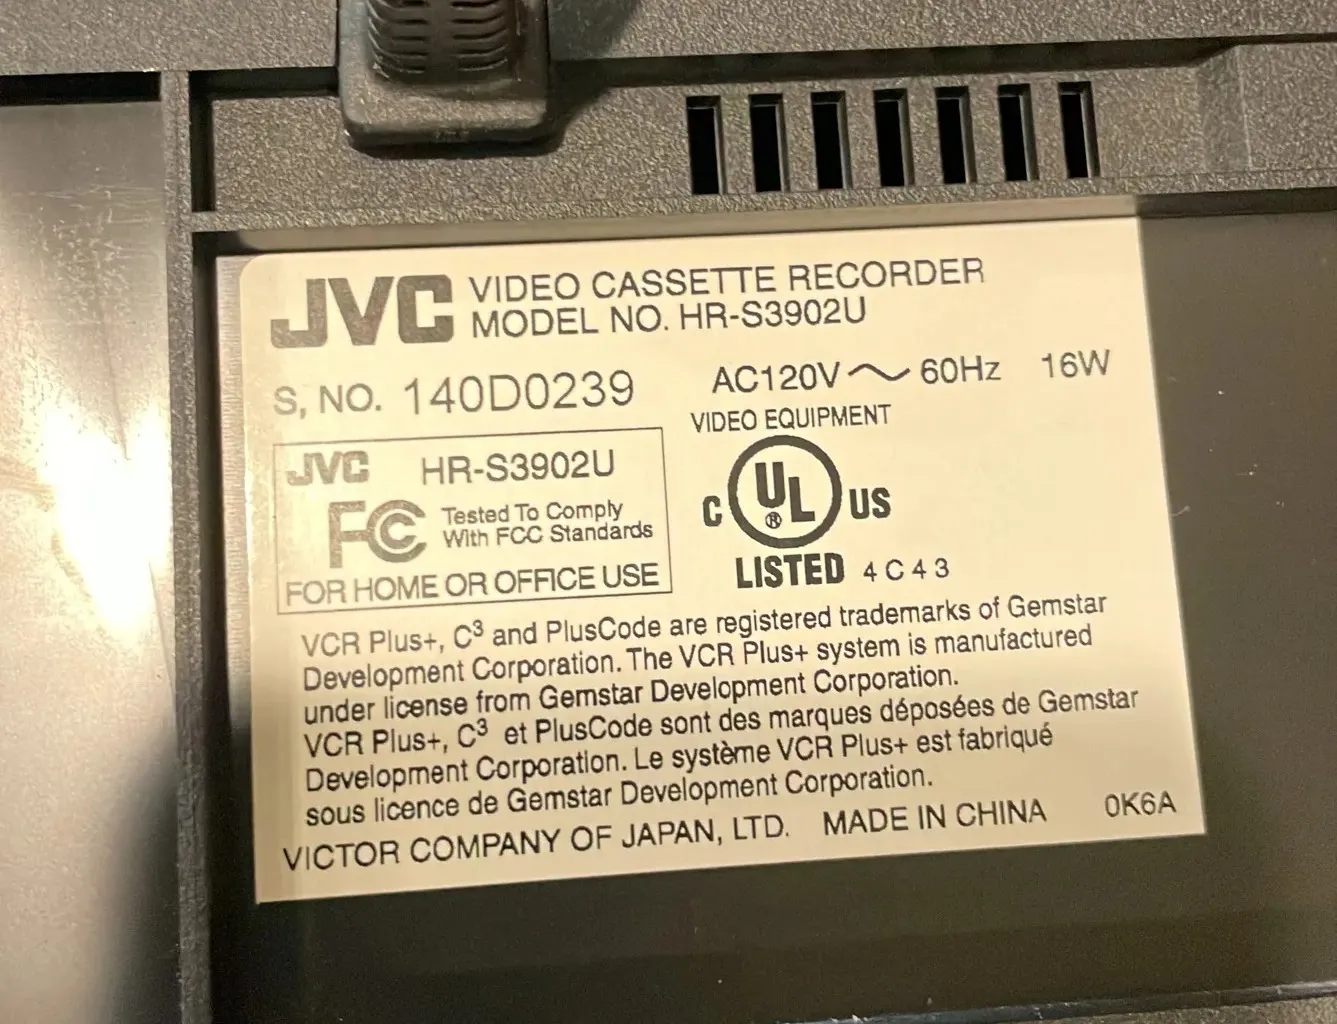 JVC VIDEO CASSETTE RECORDER
MODEL NO. HR-S3902U
S, NO. 140D0239
AC120V 60Hz 16W
VIDEO EQUIPMENT
JVC HR-S3902U
FC Tested To Comply
With FCC Standards
FOR HOME OR OFFICE USE
C UL ® US
LISTED 4C43
VCR Plus+, C³ and PlusCode are registered trademarks of Gemstar
Development Corporation. The VCR Plus+ system is manufactured
under license from Gemstar Development Corporation.
VCR Plus+, C³ et PlusCode sont des marques déposées de Gemstar
Development Corporation. Le système VCR Plus+ est fabriqué
sous licence de Gemstar Development Corporation.
VICTOR COMPANY OF JAPAN, LTD. MADE IN CHINA 0K6A